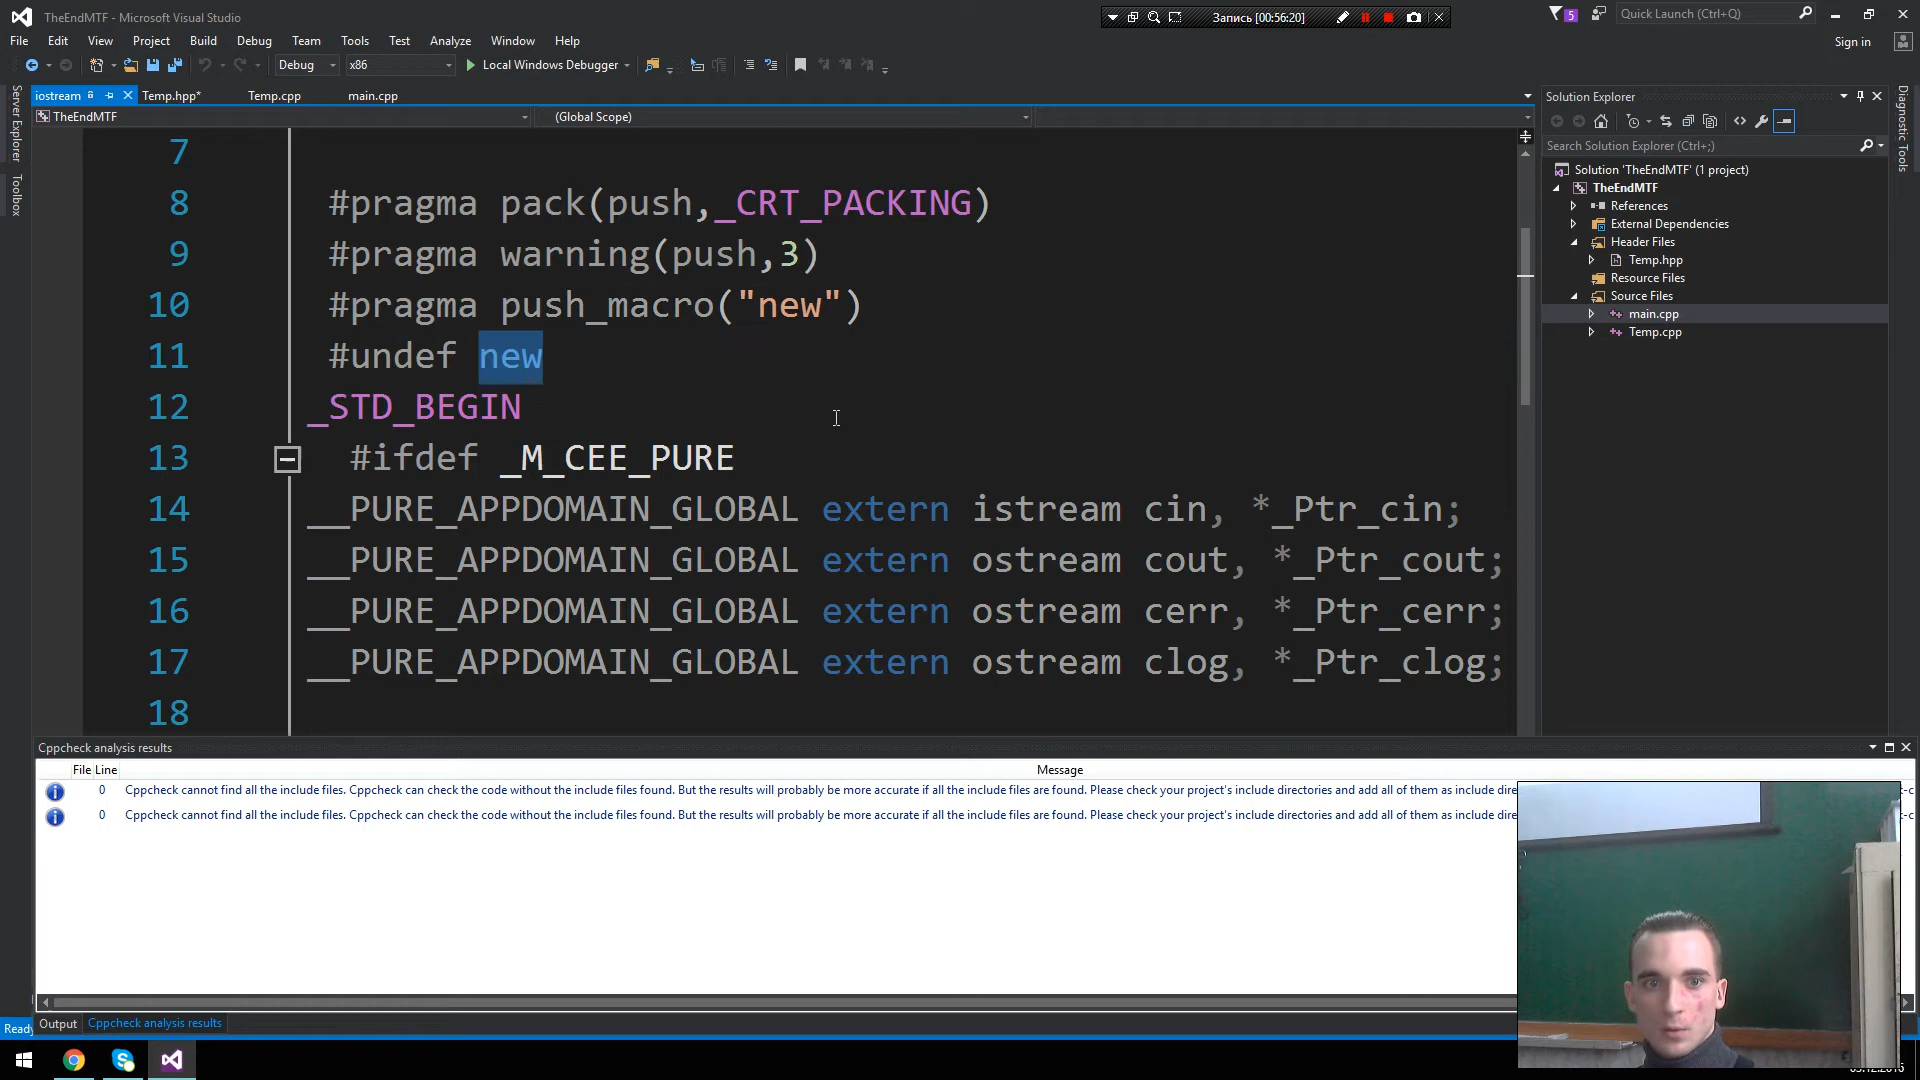 TheEndMTF - Microsoft Visual Studio
Запись [00:56:20]
5
Quick Launch (Ctrl+Q)
File Edit View Project Build Debug Team Tools Test Analyze Window Help
Sign in
Debug x86 Local Windows Debugger
Server Explorer
Toolbox
iostream Temp.hpp* Temp.cpp main.cpp
TheEndMTF (Global Scope)
7
8 #pragma pack(push,_CRT_PACKING)
9 #pragma warning(push,3)
10 #pragma push_macro("new")
11 #undef new
12 _STD_BEGIN
13 #ifdef _M_CEE_PURE
14 __PURE_APPDOMAIN_GLOBAL extern istream cin, *_Ptr_cin;
15 __PURE_APPDOMAIN_GLOBAL extern ostream cout, *_Ptr_cout;
16 __PURE_APPDOMAIN_GLOBAL extern ostream cerr, *_Ptr_cerr;
17 __PURE_APPDOMAIN_GLOBAL extern ostream clog, *_Ptr_clog;
18
Solution Explorer
Search Solution Explorer (Ctrl+;)
Solution 'TheEndMTF' (1 project)
TheEndMTF
References
External Dependencies
Header Files
Temp.hpp
Resource Files
Source Files
main.cpp
Temp.cpp
Diagnostic Tools
Cppcheck analysis results
File Line Message
0 Cppcheck cannot find all the include files. Cppcheck can check the code without the include files found. But the results will probably be more accurate if all the include files are found. Please check your project's include directories and add all of them as include dire
0 Cppcheck cannot find all the include files. Cppcheck can check the code without the include files found. But the results will probably be more accurate if all the include files are found. Please check your project's include directories and add all of them as include dire
Output Cppcheck analysis results
Ready